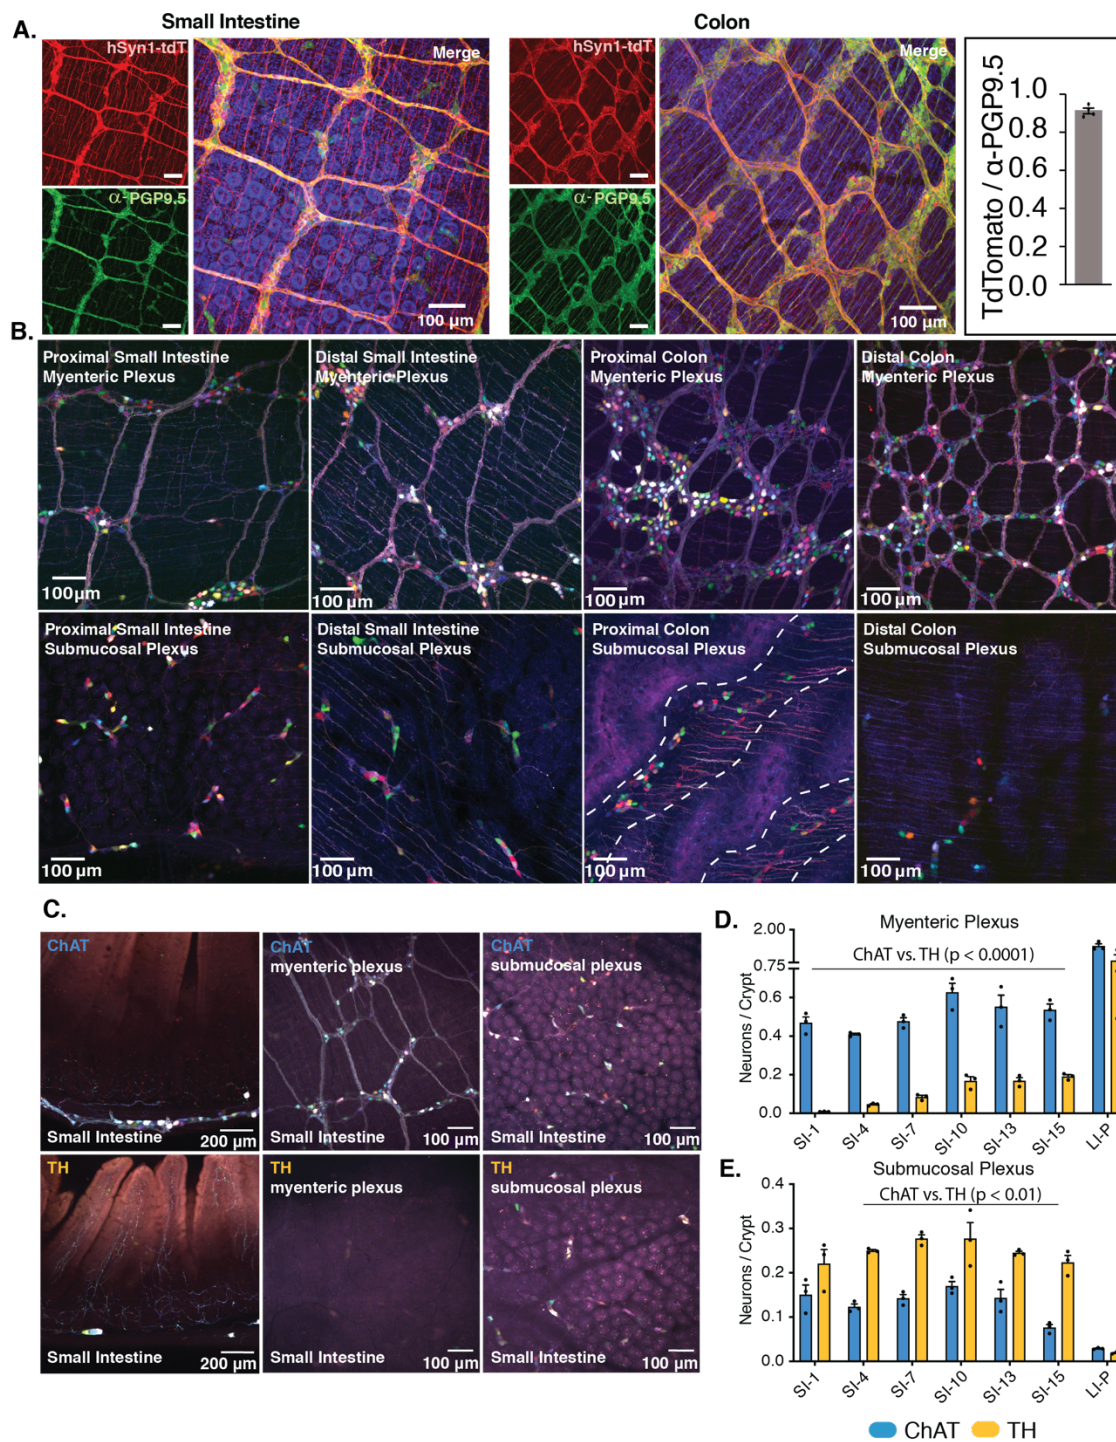 A.
Small Intestine
Colon
hSyn1-tdT
Merge
α-PGP9.5
100 µm
hSyn1-tdT
Merge
α-PGP9.5
100 µm
TdTomato / α-PGP9.5
1.0
0.8
0.6
0.4
0.2
0.0
B.
Proximal Small Intestine
Myenteric Plexus
100 µm
Distal Small Intestine
Myenteric Plexus
100 µm
Proximal Colon
Myenteric Plexus
100 µm
Distal Colon
Myenteric Plexus
100 µm
Proximal Small Intestine
Submucosal Plexus
100 µm
Distal Small Intestine
Submucosal Plexus
100 µm
Proximal Colon
Submucosal Plexus
100 µm
Distal Colon
Submucosal Plexus
100 µm
C.
ChAT
Small Intestine
200 µm
ChAT
myenteric plexus
Small Intestine
100 µm
ChAT
submucosal plexus
Small Intestine
100 µm
TH
Small Intestine
200 µm
TH
myenteric plexus
Small Intestine
100 µm
TH
submucosal plexus
Small Intestine
100 µm
D.
Myenteric Plexus
ChAT vs. TH (p < 0.0001)
Neurons / Crypt
2.00
0.75
0.6
0.4
0.2
0.0
SI-1
SI-4
SI-7
SI-10
SI-13
SI-15
LI-P
E.
Submucosal Plexus
ChAT vs. TH (p < 0.01)
Neurons / Crypt
0.4
0.3
0.2
0.1
0.0
SI-1
SI-4
SI-7
SI-10
SI-13
SI-15
LI-P
ChAT
TH